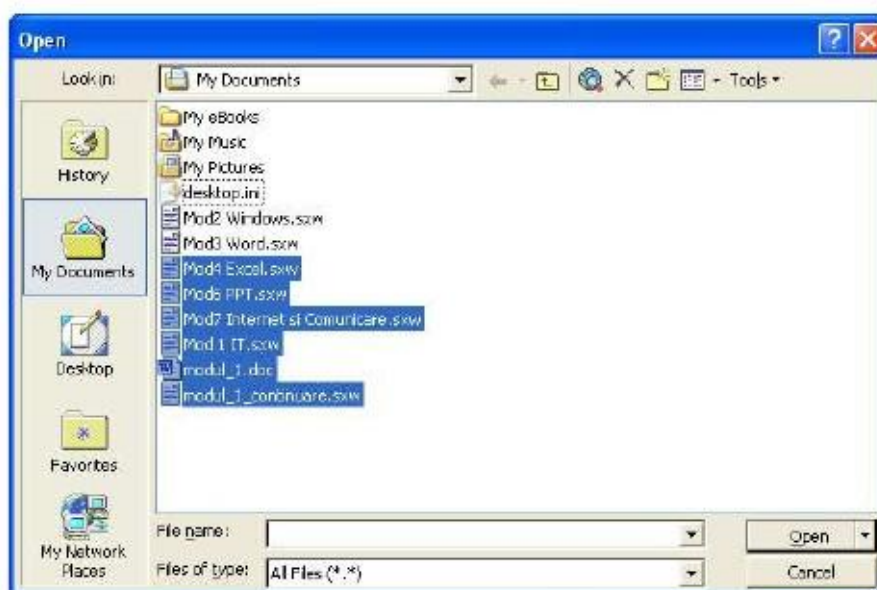 Open
Look in: My Documents Tools
My eBooks
My Music
My Pictures
desktop.ini
Mod2 Windows.sxw
Mod3 Word.sxw
Mod4 Excel.sxw
Mod6 PPT.sxw
Mod7 Internet si Comunicare.sxw
Mod 1 IT.sxw
modul_1.doc
modul_1_continuare.sxw
History
My Documents
Desktop
Favorites
My Network
Places
File name: Open
Files of type: All Files (*.*) Cancel